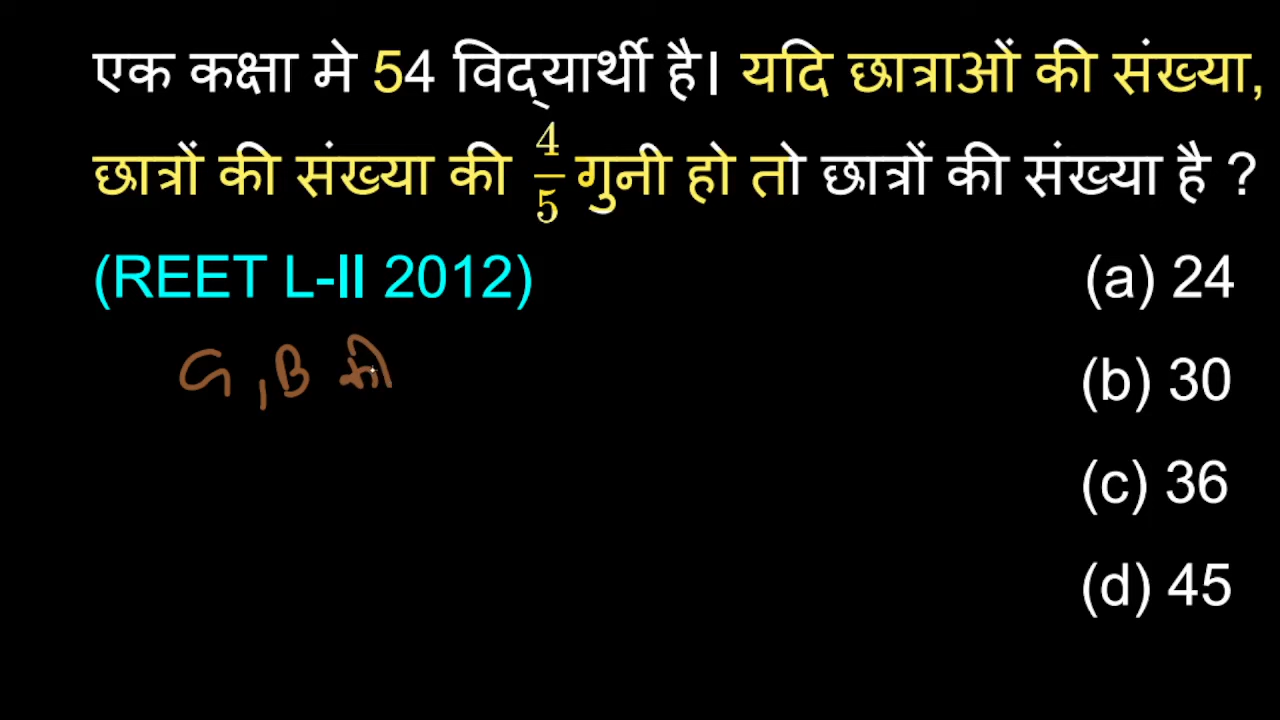 एक कक्षा मे 54 विद्‌यार्थी है। यदि छात्राओं की संख्या,
छात्रों की संख्या की 4/5 गुनी हो तो छात्रों की संख्या है ?
(REET L-II 2012) (a) 24
G, B की
(b) 30
(c) 36
(d) 45